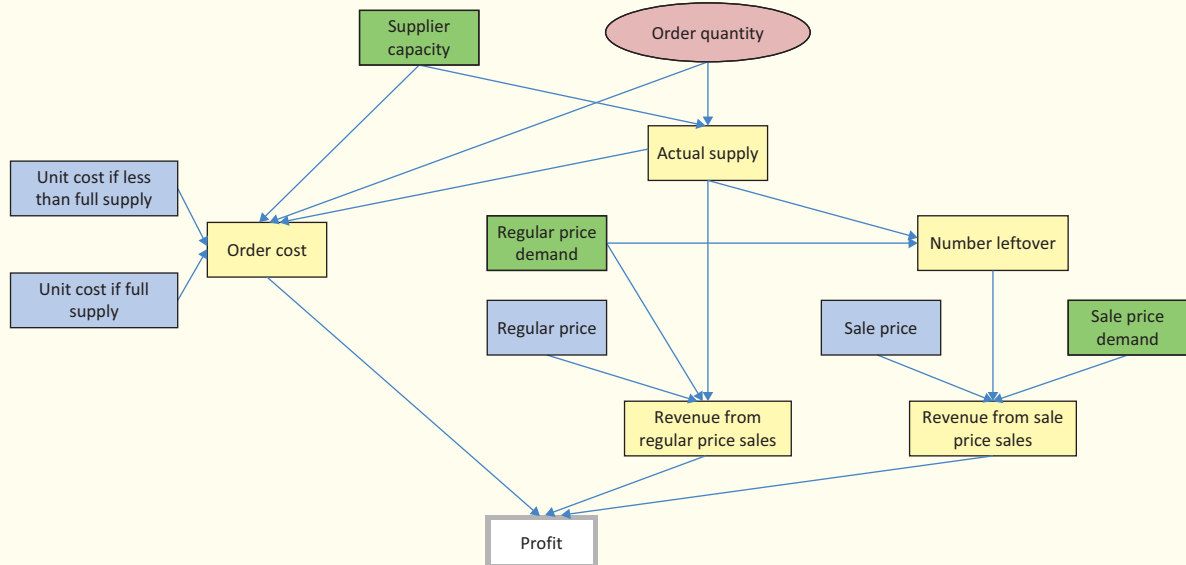 Supplier
capacity
Order quantity
Actual supply
Unit cost if less
than full supply
Order cost
Regular price
demand
Number leftover
Unit cost if full
supply
Regular price
Sale price
Sale price
demand
Revenue from
regular price sales
Revenue from sale
price sales
Profit